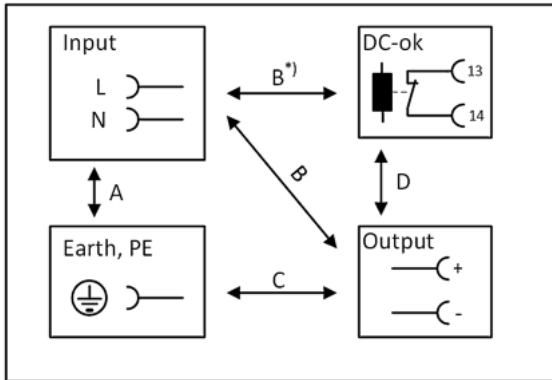 Input
L
N
B*)
DC-ok
13
14
A
B
D
Earth, PE
C
Output
+
-